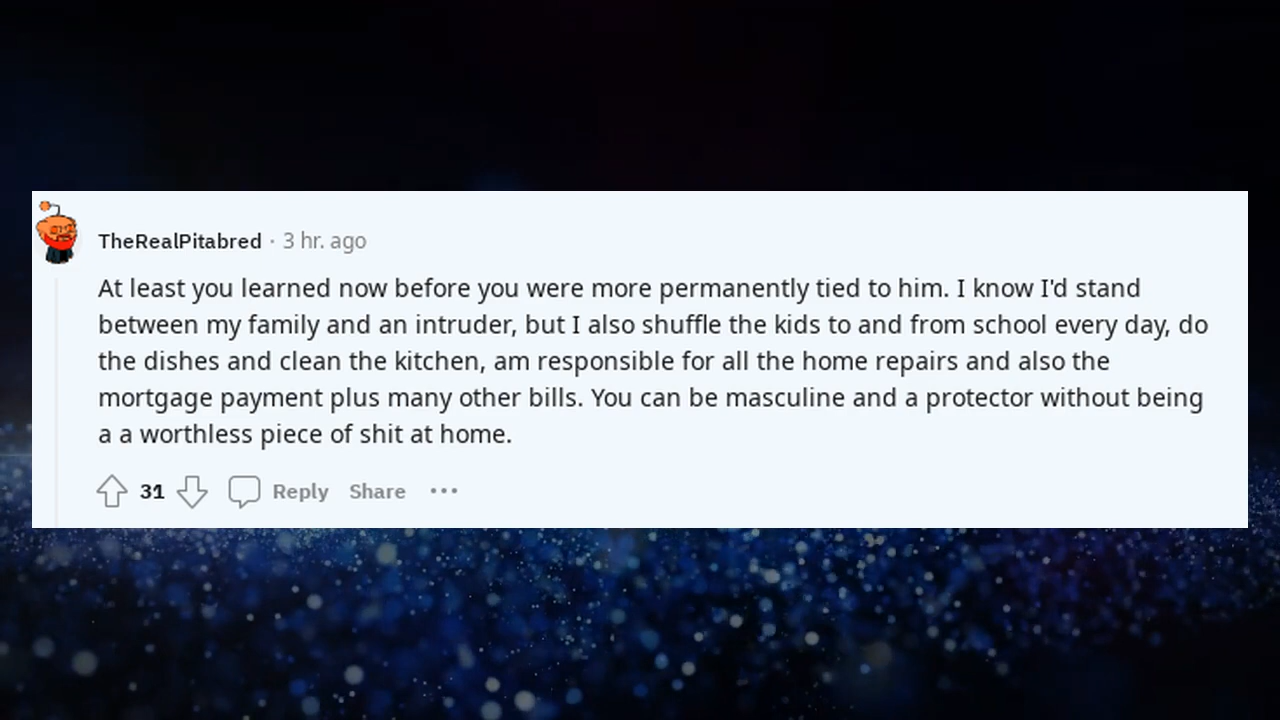 TheRealPitabred · 3 hr. ago
At least you learned now before you were more permanently tied to him. I know I'd stand
between my family and an intruder, but I also shuffle the kids to and from school every day, do
the dishes and clean the kitchen, am responsible for all the home repairs and also the
mortgage payment plus many other bills. You can be masculine and a protector without being
a a worthless piece of shit at home.
31 Reply Share